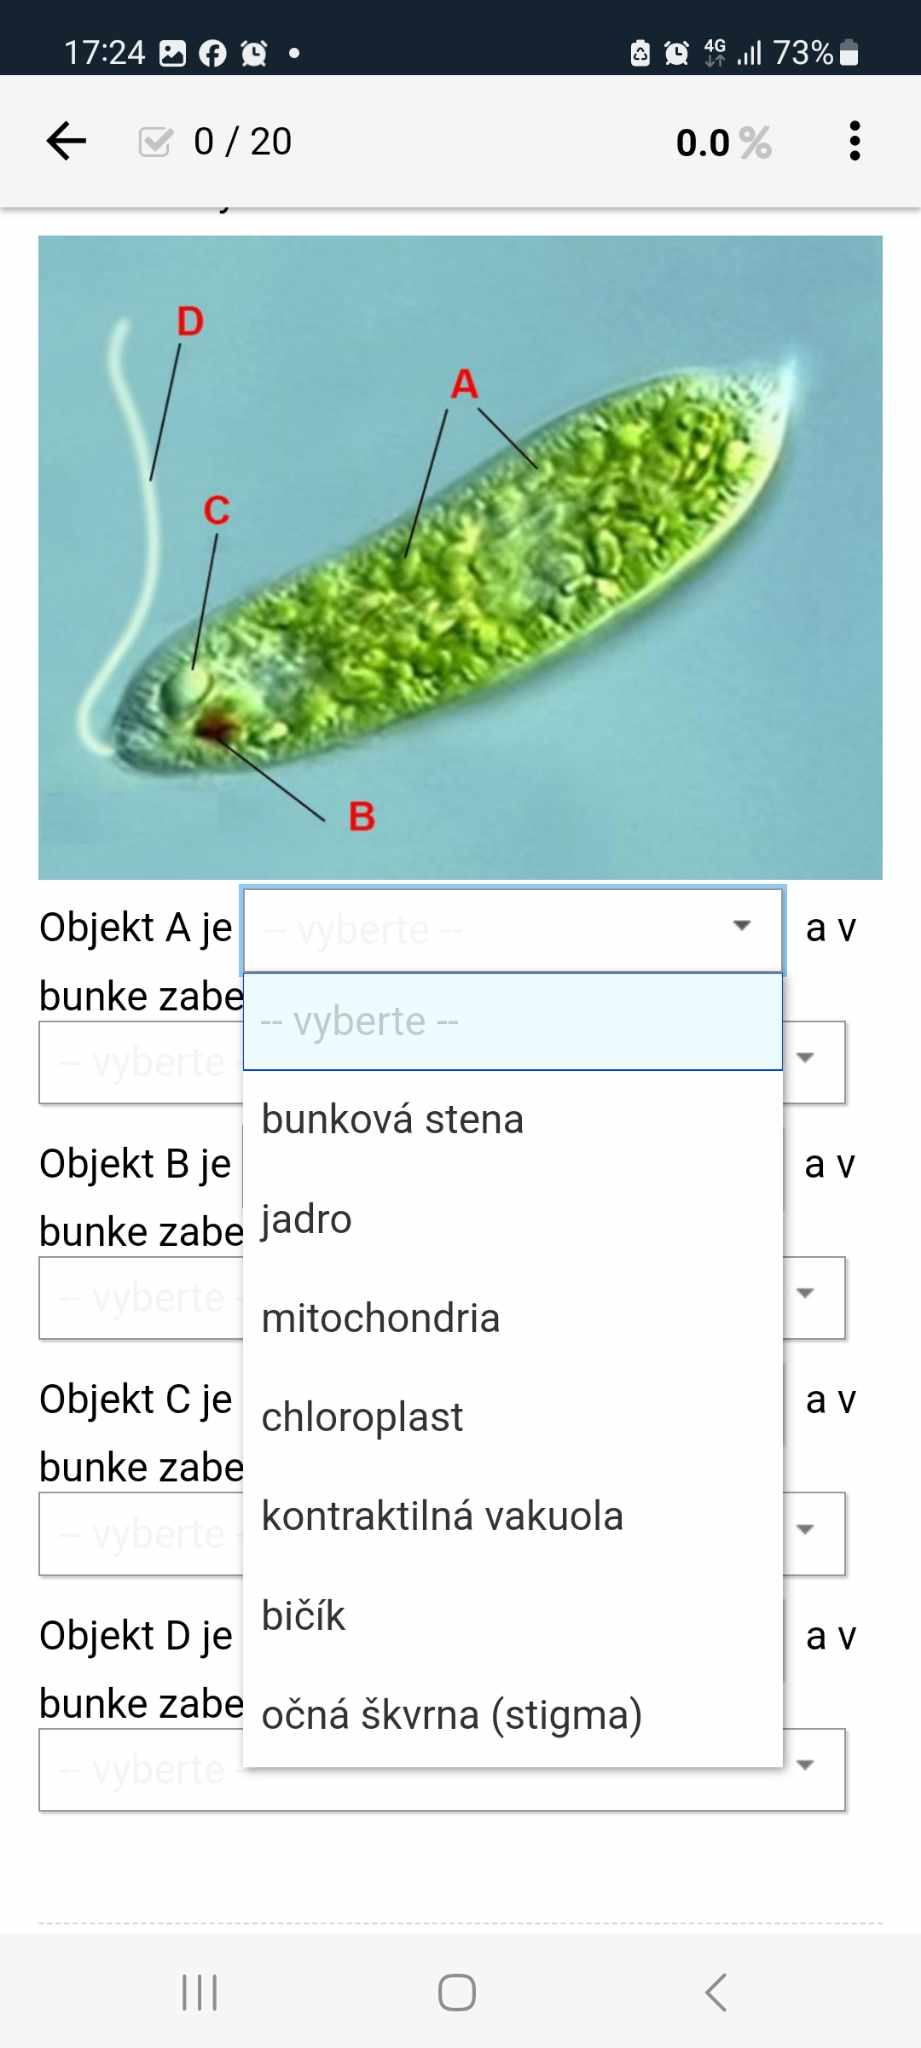 17:24
4G
73%
0 / 20
0.0 %
D
A
C
B
Objekt A je -- vyberte -- a v
bunke zabe
-- vyberte -
Objekt B je a v
bunke zabe
-- vyberte -
Objekt C je a v
bunke zabe
-- vyberte -
Objekt D je a v
bunke zabe
-- vyberte -
-- vyberte --
bunková stena
jadro
mitochondria
chloroplast
kontraktilná vakuola
bičík
očná škvrna (stigma)